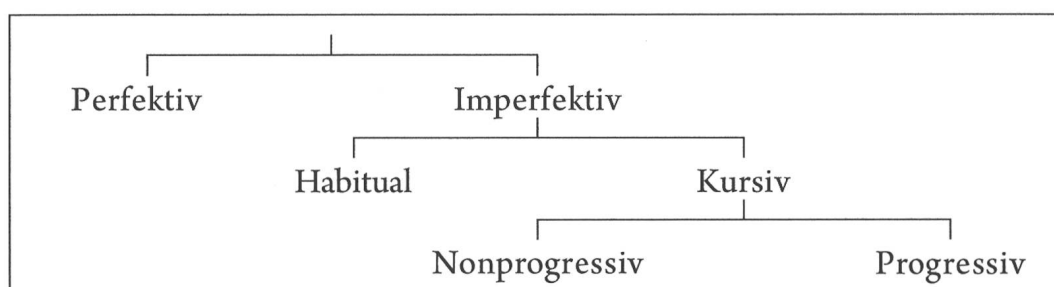 Perfektiv Imperfektiv
Habitual Kursiv
Nonprogressiv Progressiv